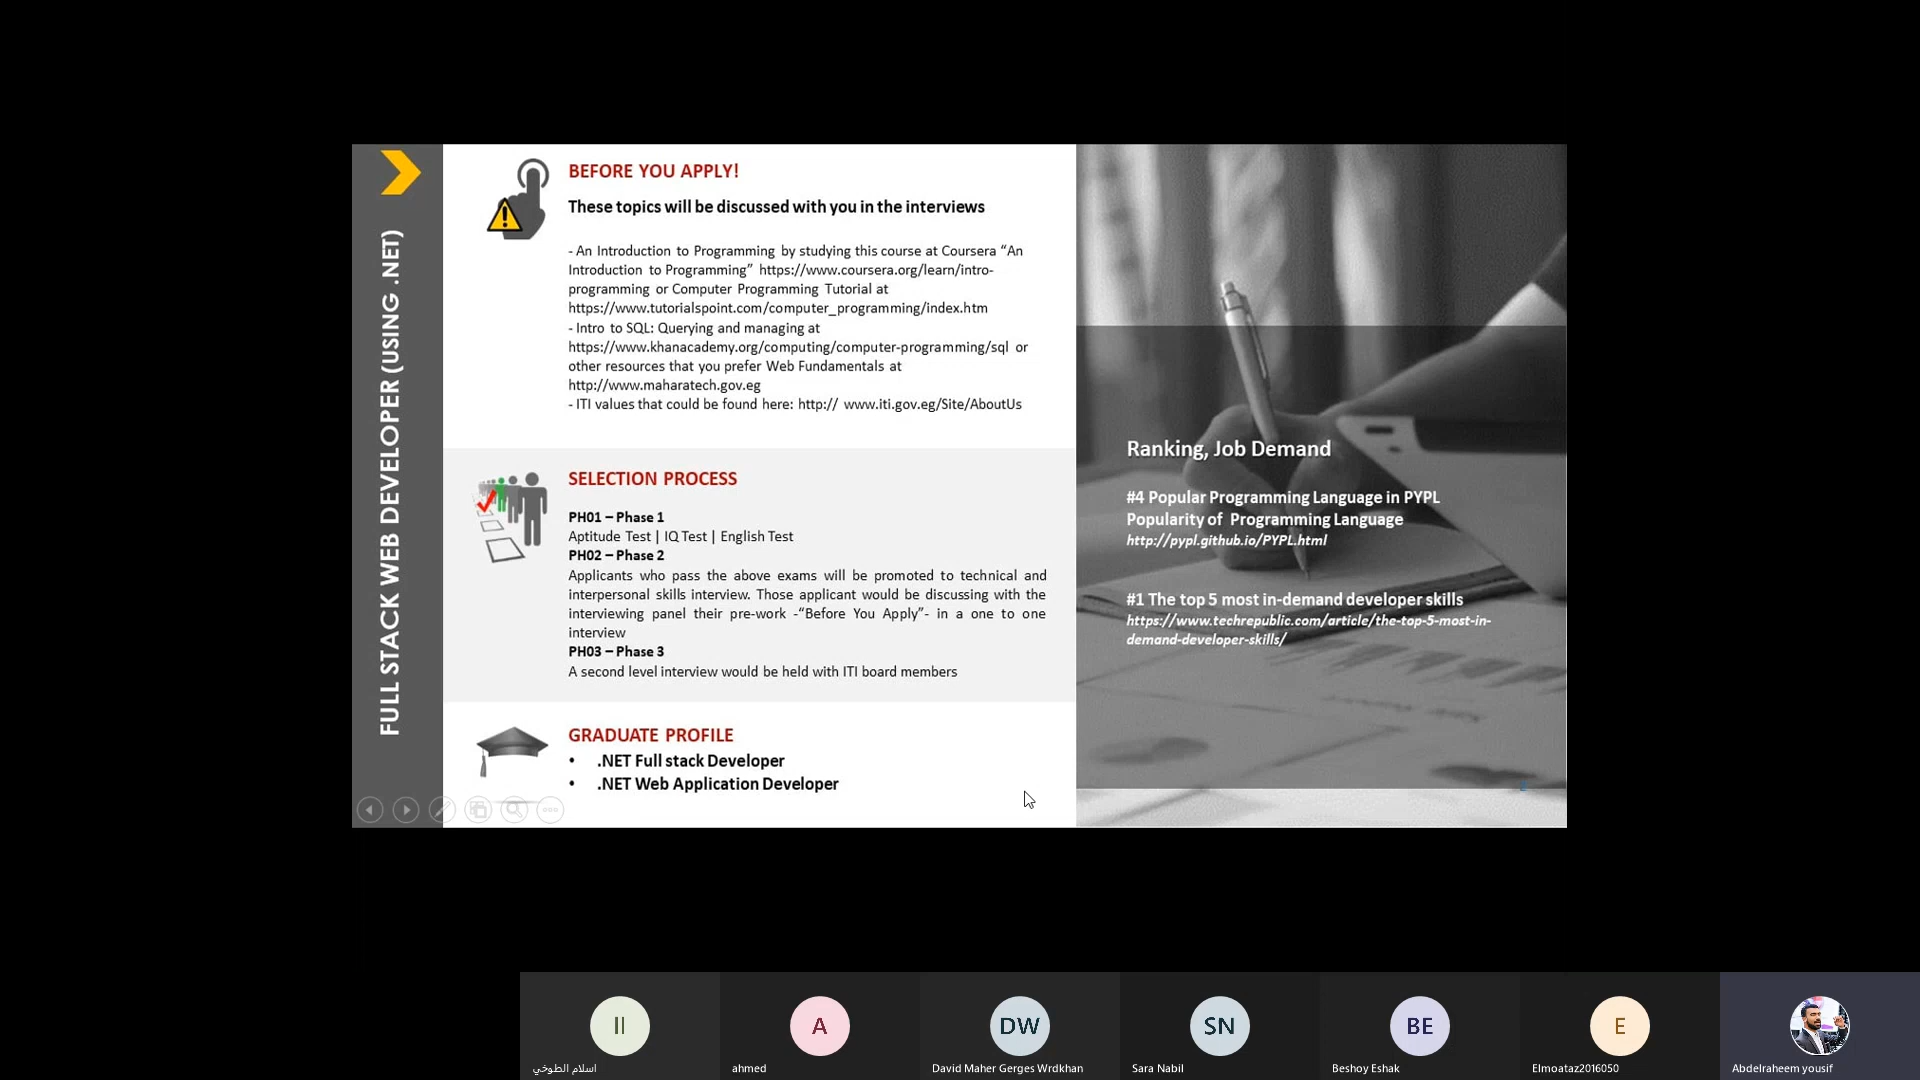 FULL STACK WEB DEVELOPER (USING .NET)
BEFORE YOU APPLY!
These topics will be discussed with you in the interviews
- An Introduction to Programming by studying this course at Coursera “An
Introduction to Programming” https://www.coursera.org/learn/intro-
programming or Computer Programming Tutorial at
https://www.tutorialspoint.com/computer_programming/index.htm
- Intro to SQL: Querying and managing at
https://www.khanacademy.org/computing/computer-programming/sql or
other resources that you prefer Web Fundamentals at
http://www.maharatech.gov.eg
- ITI values that could be found here: http:// www.iti.gov.eg/Site/AboutUs
SELECTION PROCESS
PH01 – Phase 1
Aptitude Test | IQ Test | English Test
PH02 – Phase 2
Applicants who pass the above exams will be promoted to technical and
interpersonal skills interview. Those applicant would be discussing with the
interviewing panel their pre-work -“Before You Apply”- in a one to one
interview
PH03 – Phase 3
A second level interview would be held with ITI board members
GRADUATE PROFILE
• .NET Full stack Developer
• .NET Web Application Developer
Ranking, Job Demand
#4 Popular Programming Language in PYPL
Popularity of Programming Language
http://pypl.github.io/PYPL.html
#1 The top 5 most in-demand developer skills
https://www.techrepublic.com/article/the-top-5-most-in-
demand-developer-skills/
اا
اسلام الطوخي
A
ahmed
DW
David Maher Gerges Wrdkhan
SN
Sara Nabil
BE
Beshoy Eshak
E
Elmoataz2016050
Abdelraheem yousif